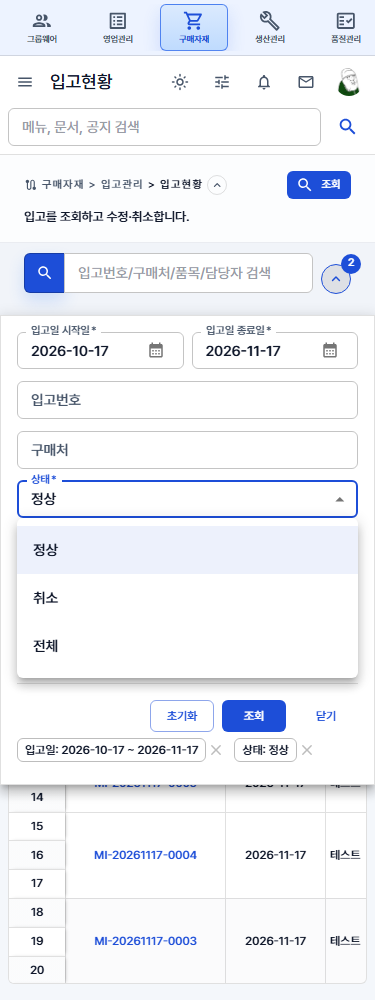 그룹웨어 영업관리 구매자재 생산관리 품질관리
입고현황
메뉴, 문서, 공지 검색
구매자재 > 입고관리 > 입고현황
조회
입고를 조회하고 수정·취소합니다.
입고번호/구매처/품목/담당자 검색
2
입고일 시작일* 입고일 종료일*
2026-10-17 2026-11-17
입고번호
구매처
상태*
정상
정상
취소
전체
초기화 조회 닫기
입고일: 2026-10-17 ~ 2026-11-17 상태: 정상
14
15
16 MI-20261117-0004 2026-11-17 테스트
17
18
19 MI-20261117-0003 2026-11-17 테스트
20